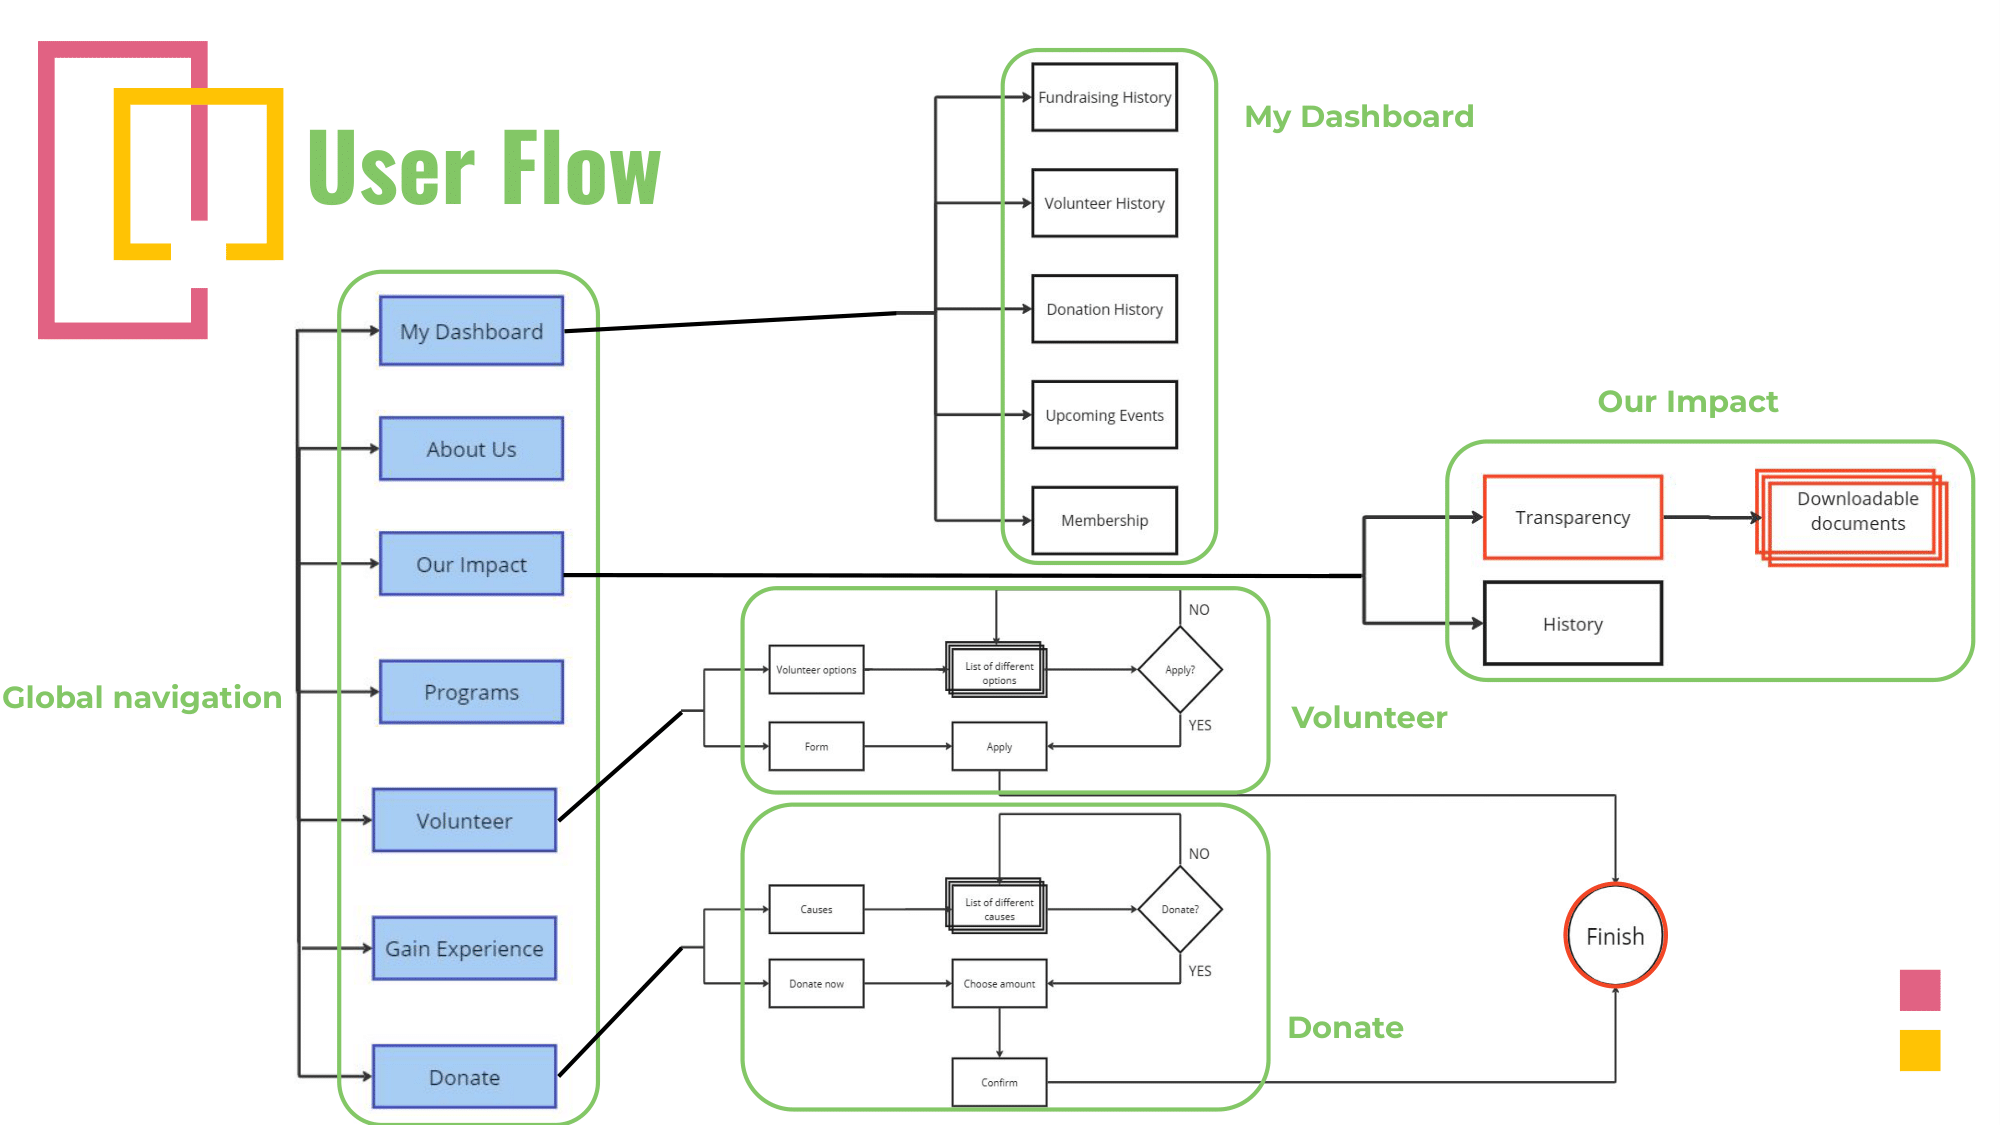 User Flow
Global navigation
My Dashboard
About Us
Our Impact
Programs
Volunteer
Gain Experience
Donate
My Dashboard
Fundraising History
Volunteer History
Donation History
Upcoming Events
Membership
Our Impact
Transparency
Downloadable
documents
History
Volunteer
Volunteer options
List of different
options
Apply?
NO
YES
Form
Apply
Donate
Causes
List of different
causes
Donate?
NO
YES
Donate now
Choose amount
Confirm
Finish